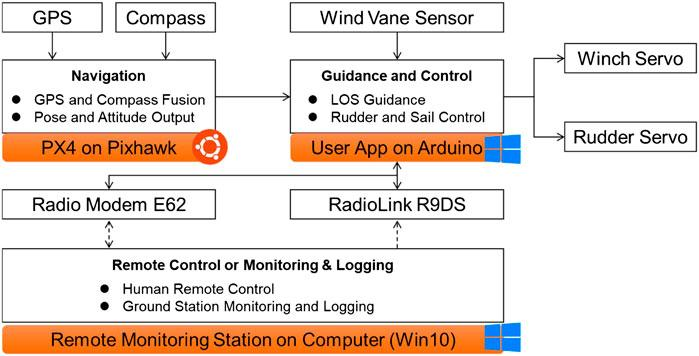 GPS
Compass
Wind Vane Sensor
Navigation
● GPS and Compass Fusion
● Pose and Attitude Output
PX4 on Pixhawk
Guidance and Control
● LOS Guidance
● Rudder and Sail Control
User App on Arduino
Winch Servo
Rudder Servo
Radio Modem E62
RadioLink R9DS
Remote Control or Monitoring & Logging
● Human Remote Control
● Ground Station Monitoring and Logging
Remote Monitoring Station on Computer (Win10)